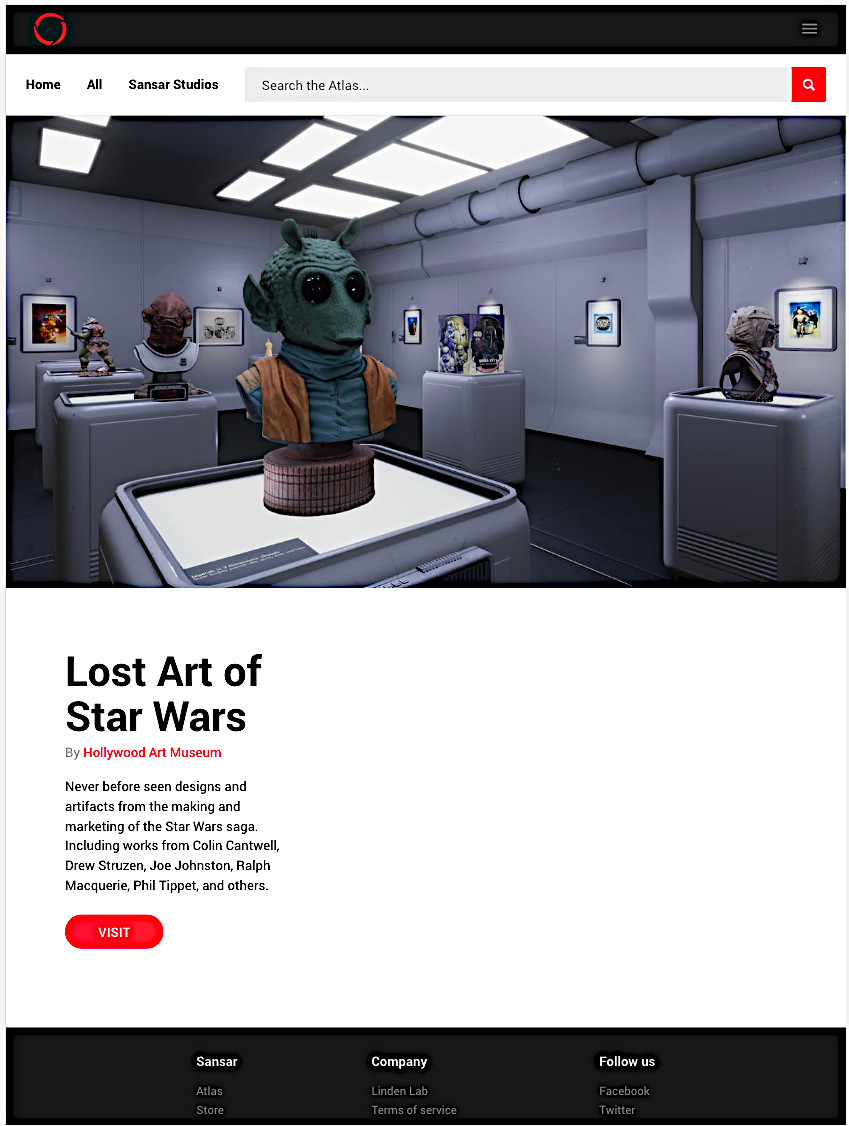 Home All Sansar Studios Search the Atlas...
Lost Art of
Star Wars
By Hollywood Art Museum
Never before seen designs and
artifacts from the making and
marketing of the Star Wars saga.
Including works from Colin Cantwell,
Drew Struzen, Joe Johnston, Ralph
Macquerie, Phil Tippet, and others.
VISIT
Sansar Company Follow us
Atlas Linden Lab Facebook
Store Terms of service Twitter